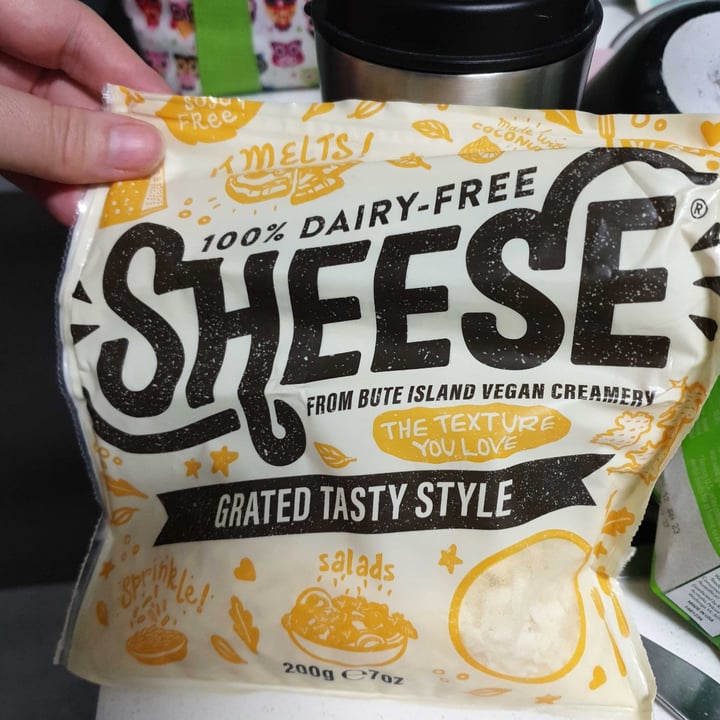 FREE
IT MELTS!
made with
COCONUT
100% DAIRY-FREE
SHEESE®
FROM BUTE ISLAND VEGAN CREAMERY
THE TEXTURE
YOU LOVE
GRATED TASTY STYLE
sprinkle!
salads
200g ℮ 7oz